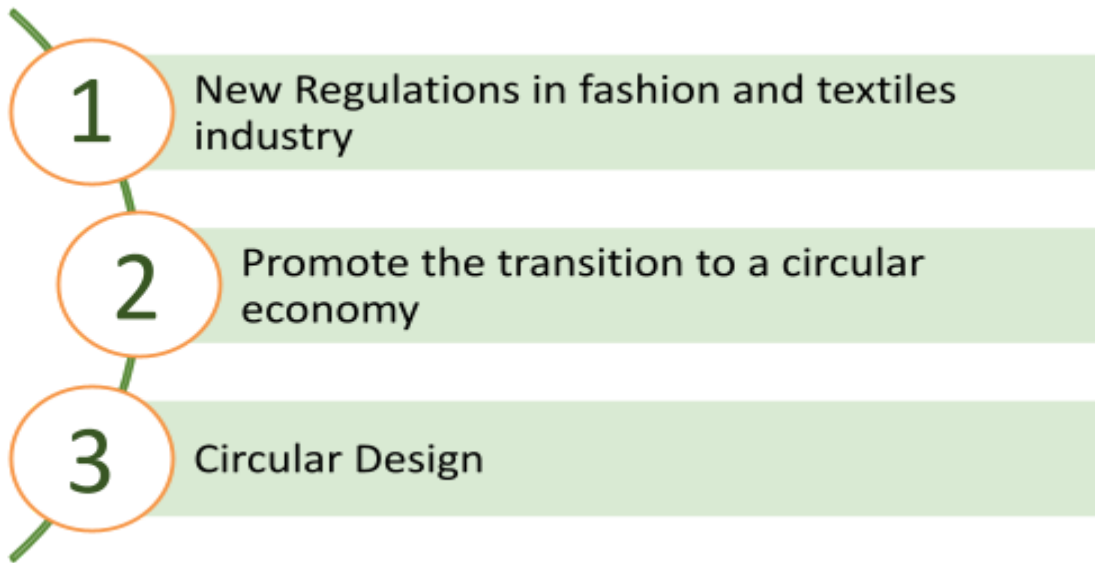 1
New Regulations in fashion and textiles
industry
2
Promote the transition to a circular
economy
3
Circular Design